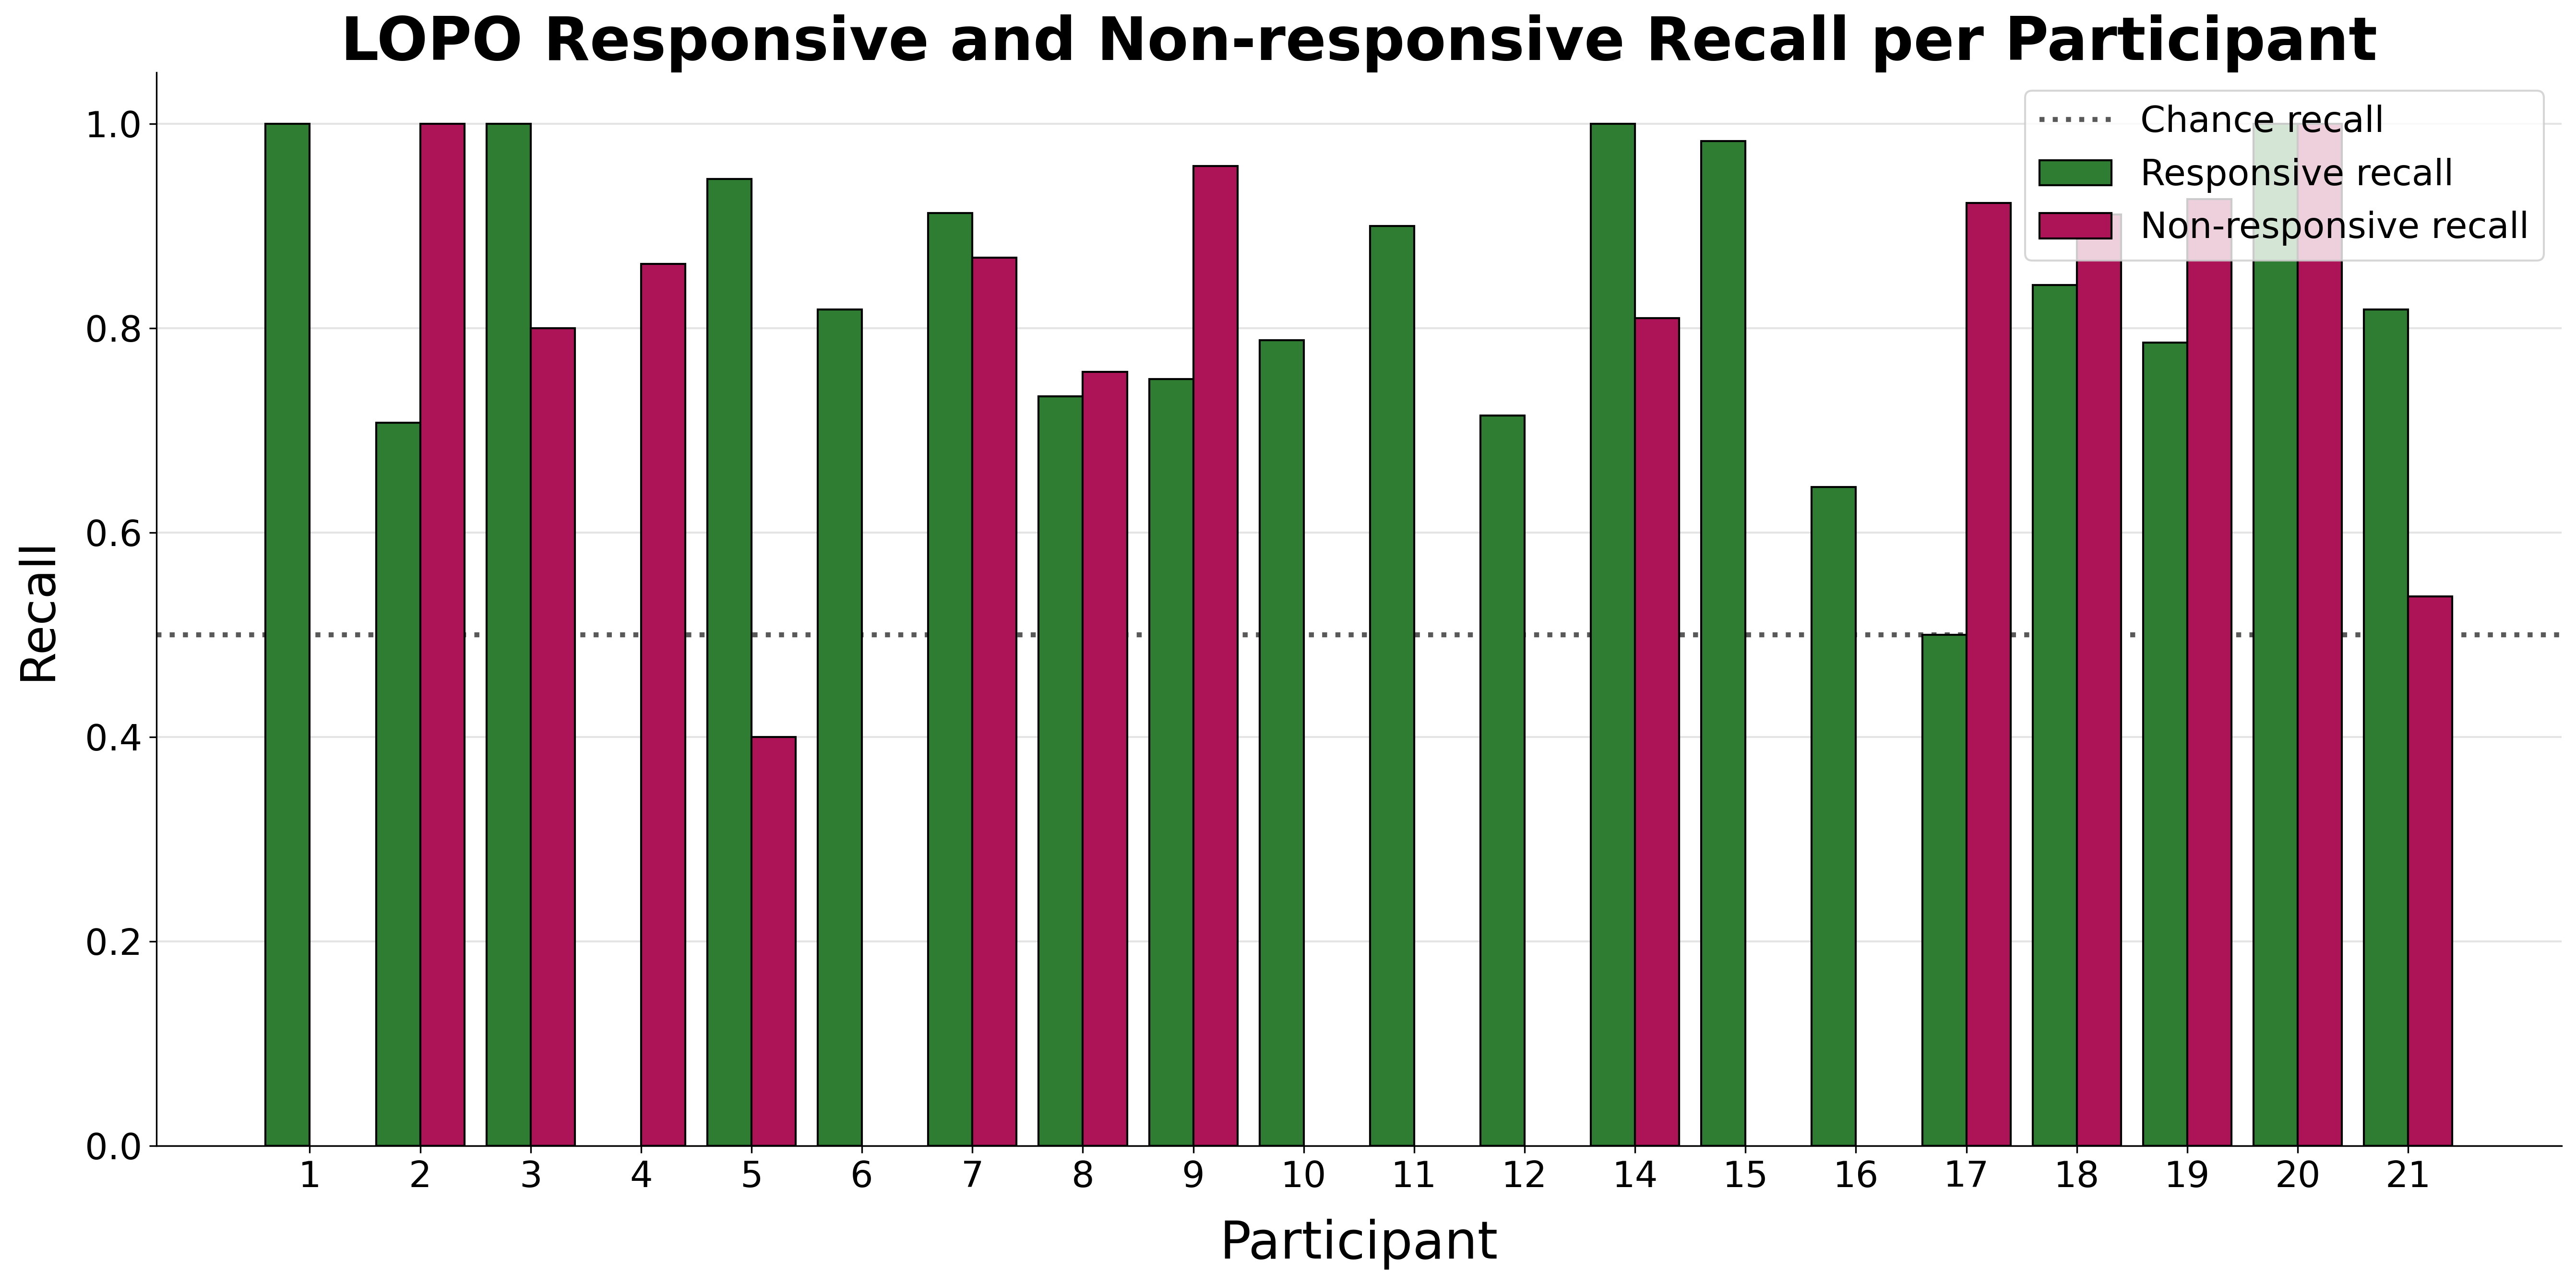 LOPO Responsive and Non-responsive Recall per Participant
Chance recall
Responsive recall
Non-responsive recall
Recall
1.0
0.8
0.6
0.4
0.2
0.0
1 2 3 4 5 6 7 8 9 10 11 12 14 15 16 17 18 19 20 21
Participant